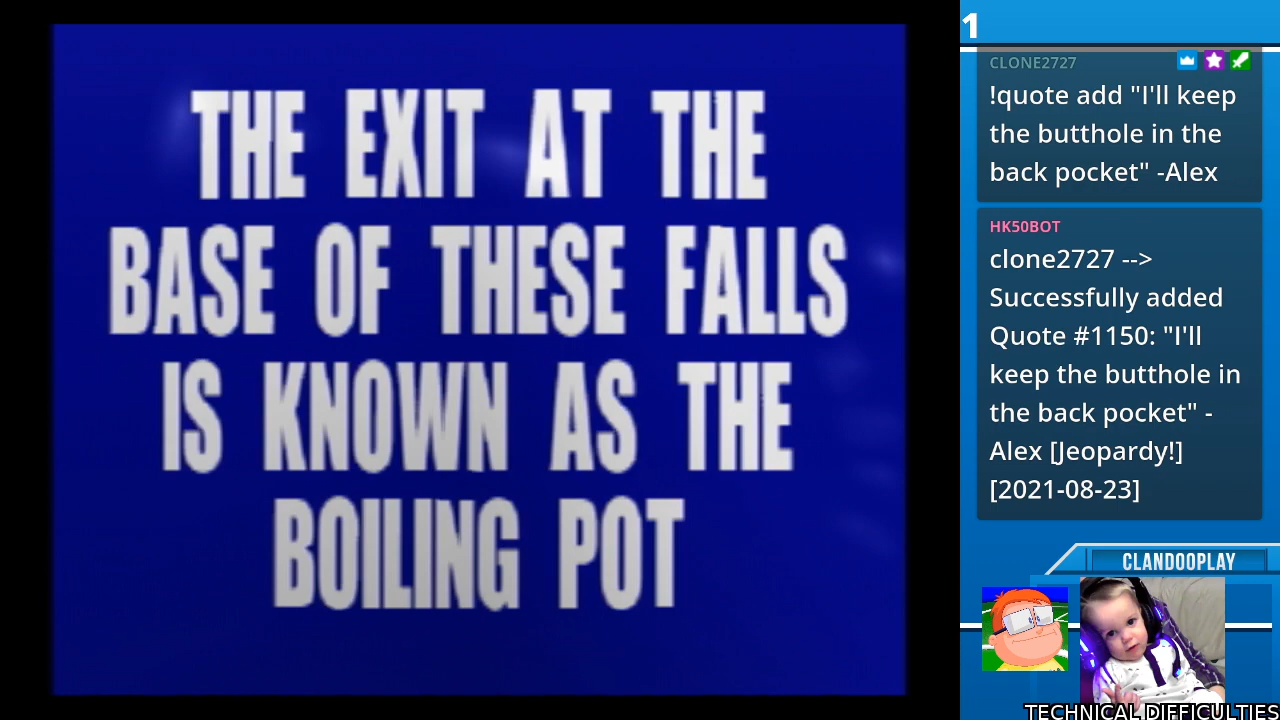 THE EXIT AT THE
BASE OF THESE FALLS
IS KNOWN AS THE
BOILING POT
1
CLONE2727
!quote add "I'll keep
the butthole in the
back pocket" -Alex
HK50BOT
clone2727 -->
Successfully added
Quote #1150: "I'll
keep the butthole in
the back pocket" -
Alex [Jeopardy!]
[2021-08-23]
CLANDOOPLAY
TECHNICAL DIFFICULTIES